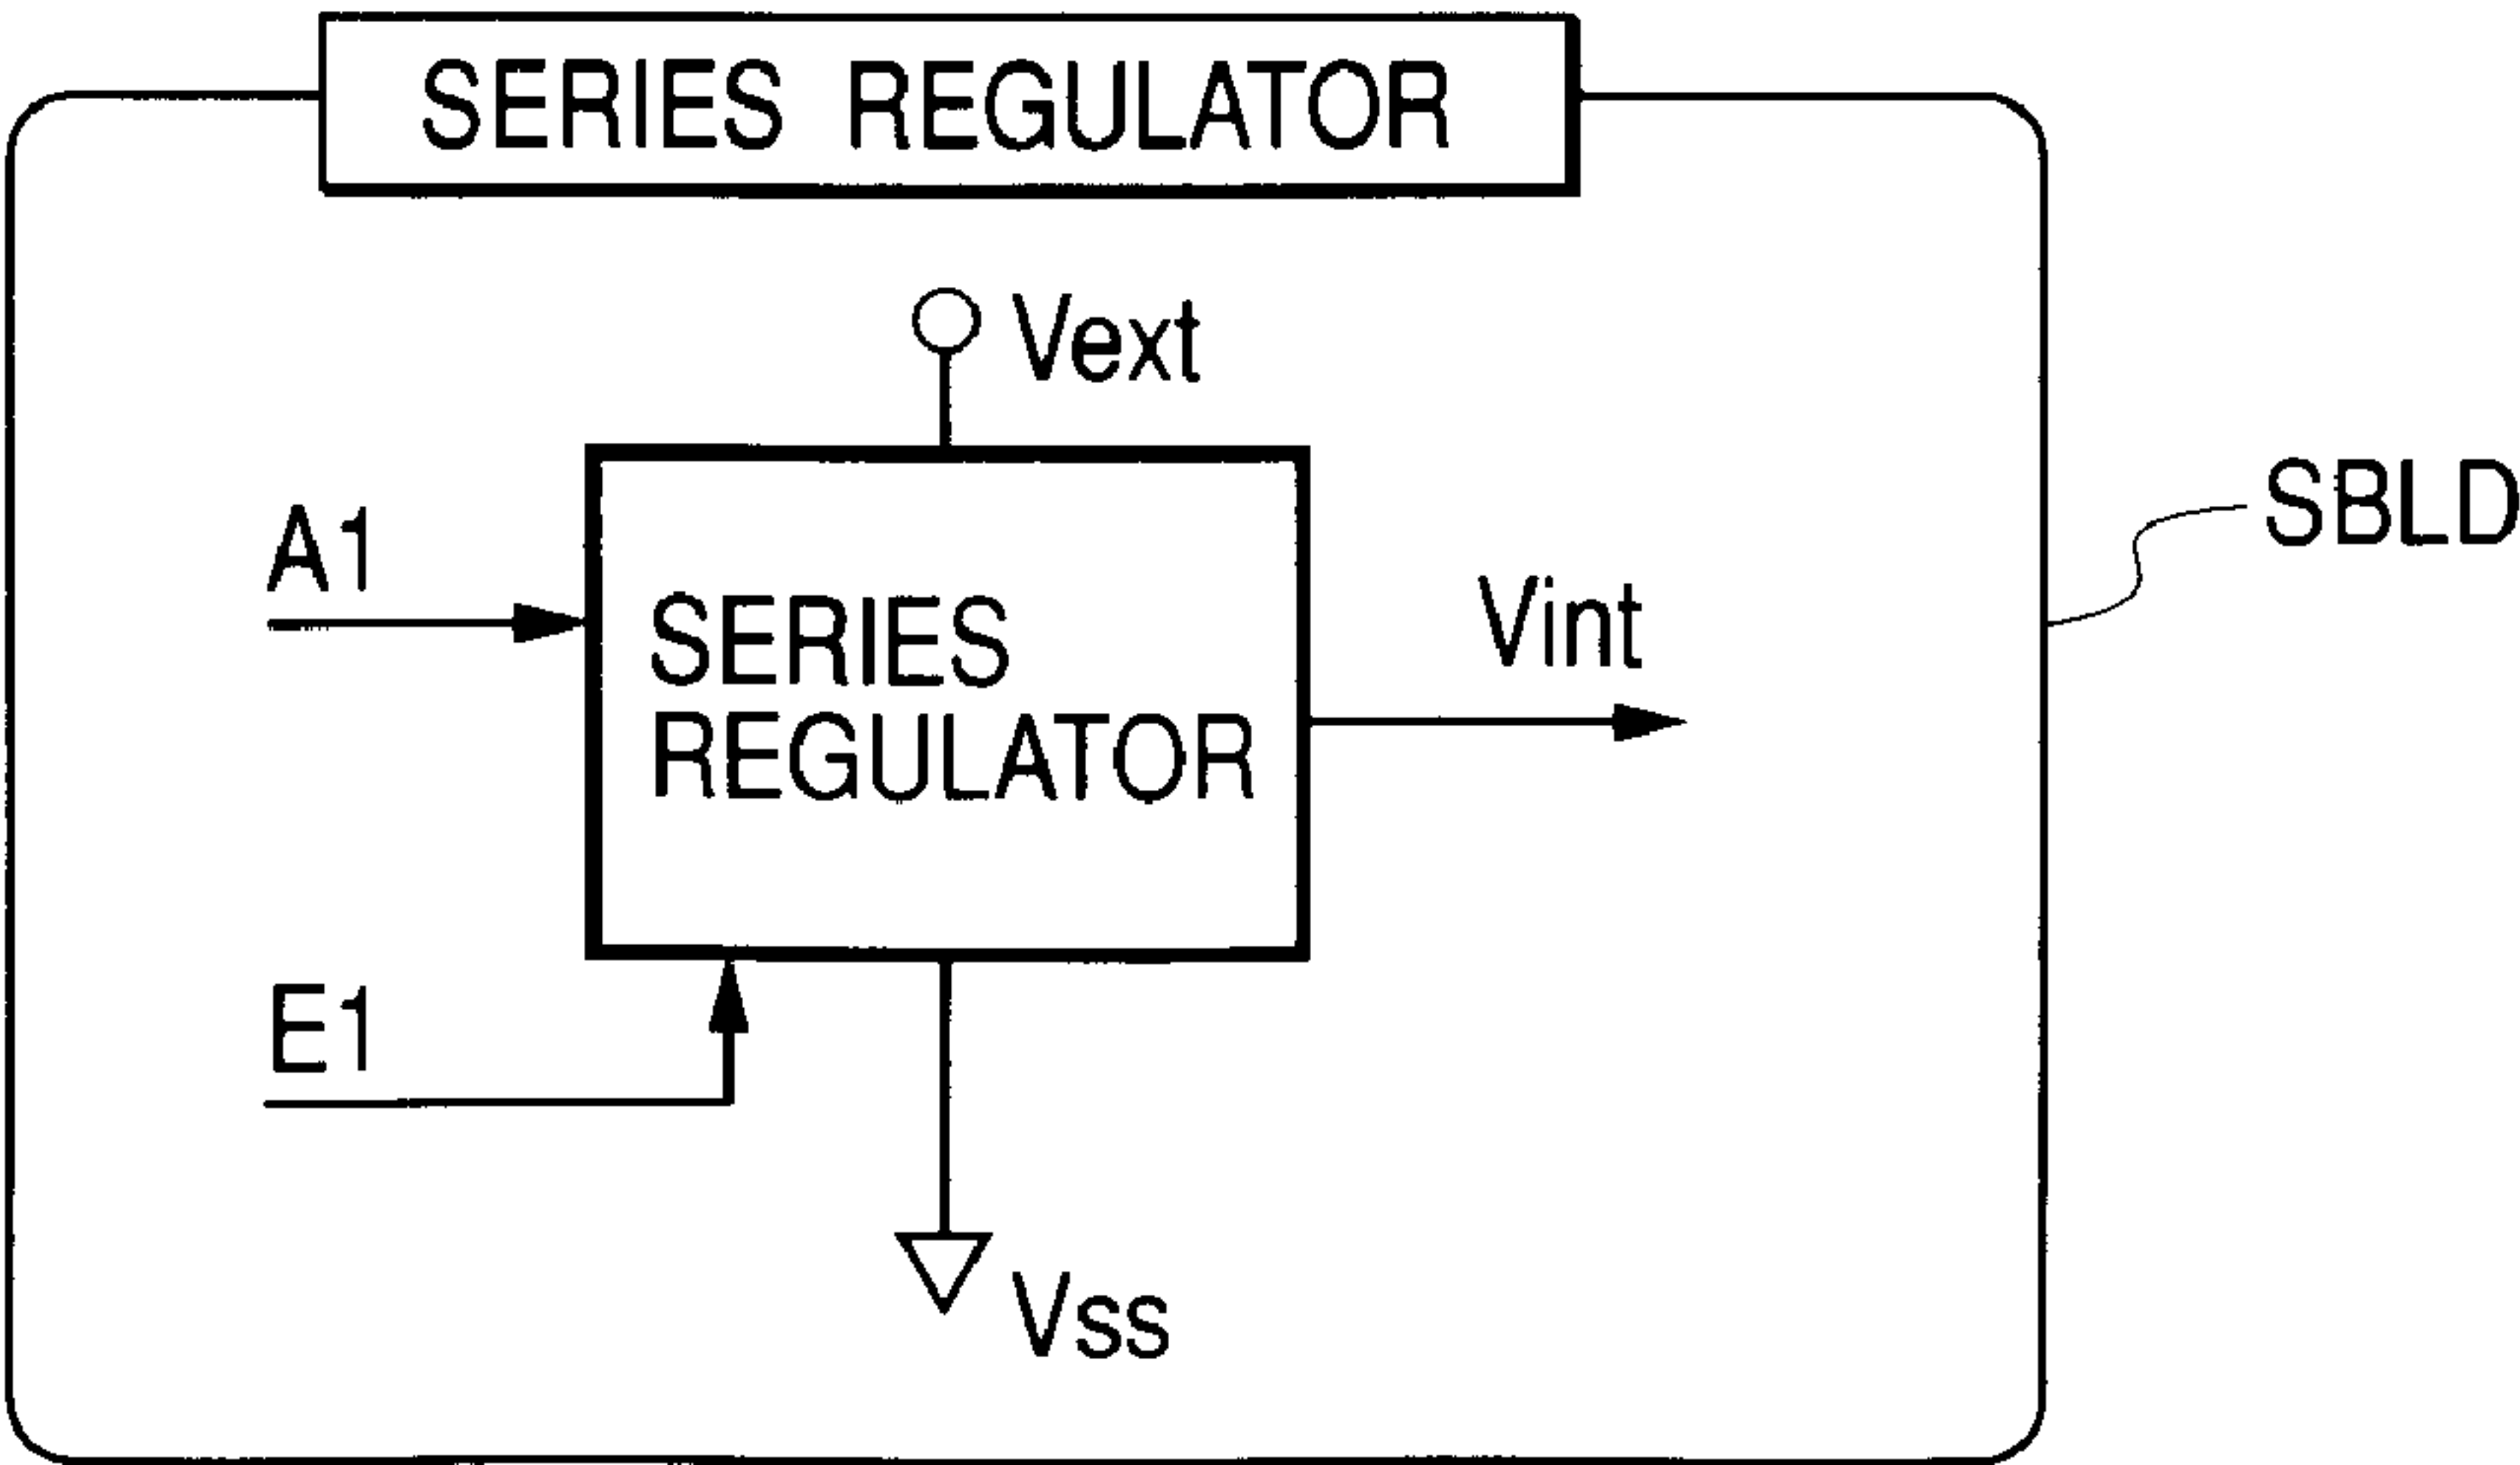 SERIES REGULATOR
Vext
A1
SBLD
SERIES
REGULATOR
Vint
E1
Vss